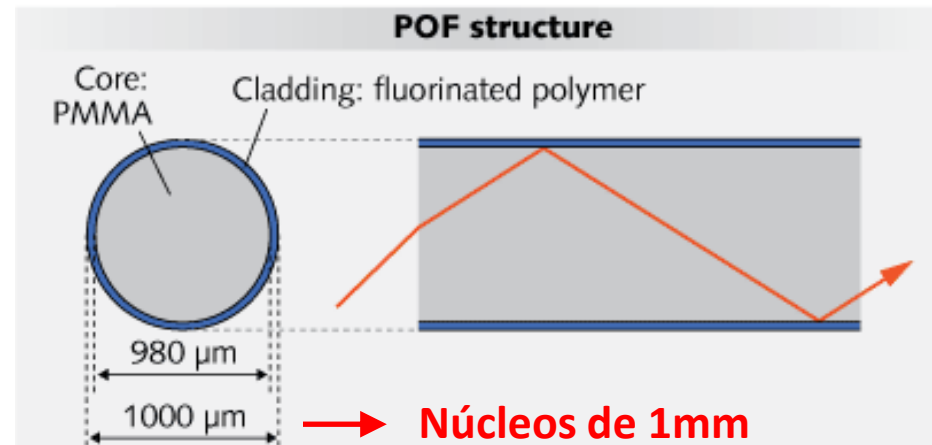 POF structure
Core:
PMMA
Cladding: fluorinated polymer
980 µm
1000 µm
Núcleos de 1mm